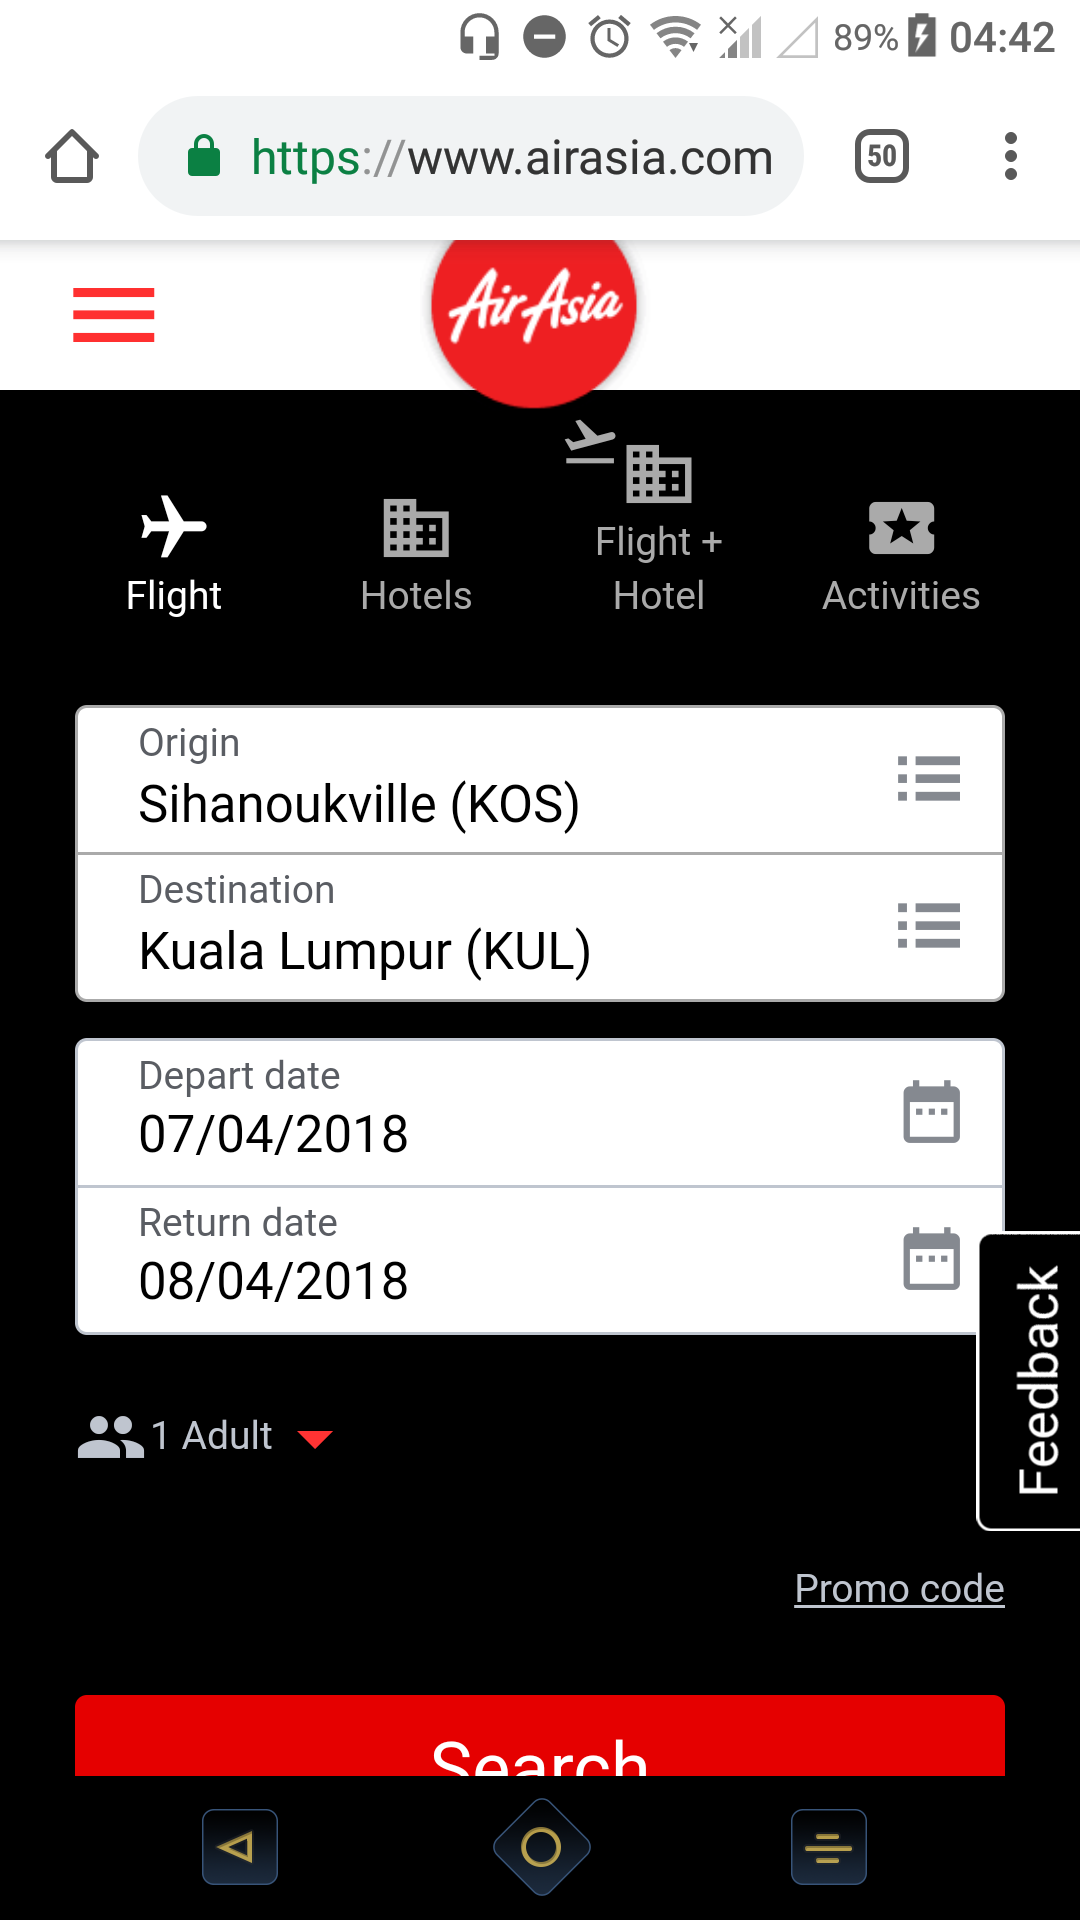 89% 04:42
https://www.airasia.com
50
AirAsia
Flight
Hotels
Flight +
Hotel
Activities
Origin
Sihanoukville (KOS)
Destination
Kuala Lumpur (KUL)
Depart date
07/04/2018
Return date
08/04/2018
Feedback
1 Adult
Promo code
Search